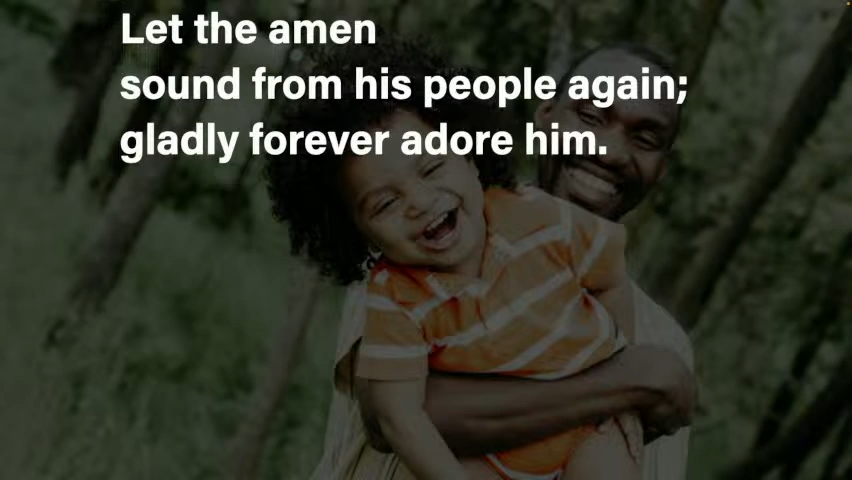 Let the amen
sound from his people again;
gladly forever adore him.